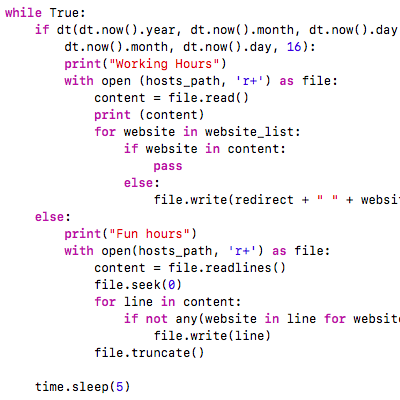 while True:
    if dt(dt.now().year, dt.now().month, dt.now().day
        dt.now().month, dt.now().day, 16):
        print("Working Hours")
        with open (hosts_path, 'r+') as file:
            content = file.read()
            print (content)
            for website in website_list:
                if website in content:
                    pass
                else:
                    file.write(redirect + " " + websi
    else:
        print("Fun hours")
        with open(hosts_path, 'r+') as file:
            content = file.readlines()
            file.seek(0)
            for line in content:
                if not any(website in line for website
                    file.write(line)
            file.truncate()
    time.sleep(5)